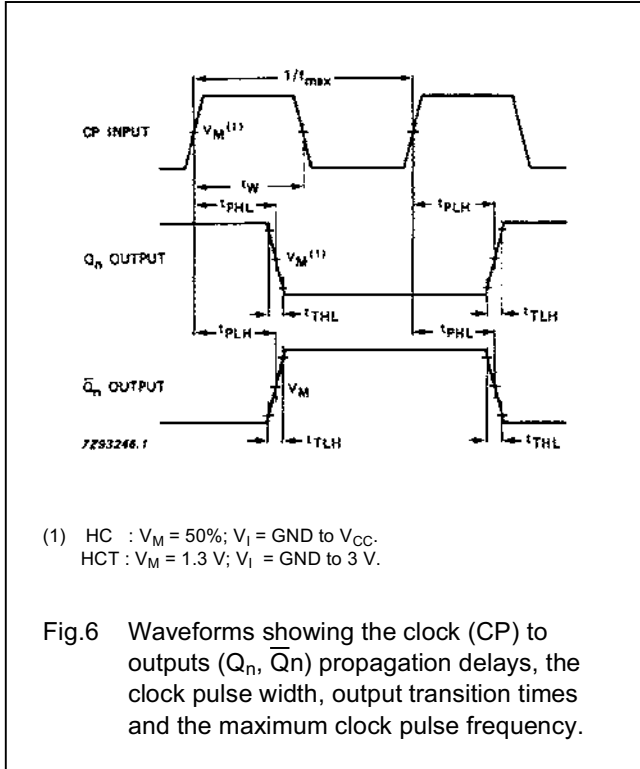 1/fmax
CP INPUT
VM(1)
tW
tPHL
tPLH
Qn OUTPUT
VM(1)
tTHL
tTLH
tPLH
tPHL
Q̅n OUTPUT
VM
7Z93246.1
tTLH
tTHL
(1) HC : VM = 50%; VI = GND to VCC.
HCT : VM = 1.3 V; VI = GND to 3 V.
Fig.6 Waveforms showing the clock (CP) to
outputs (Qn, Q̅n) propagation delays, the
clock pulse width, output transition times
and the maximum clock pulse frequency.